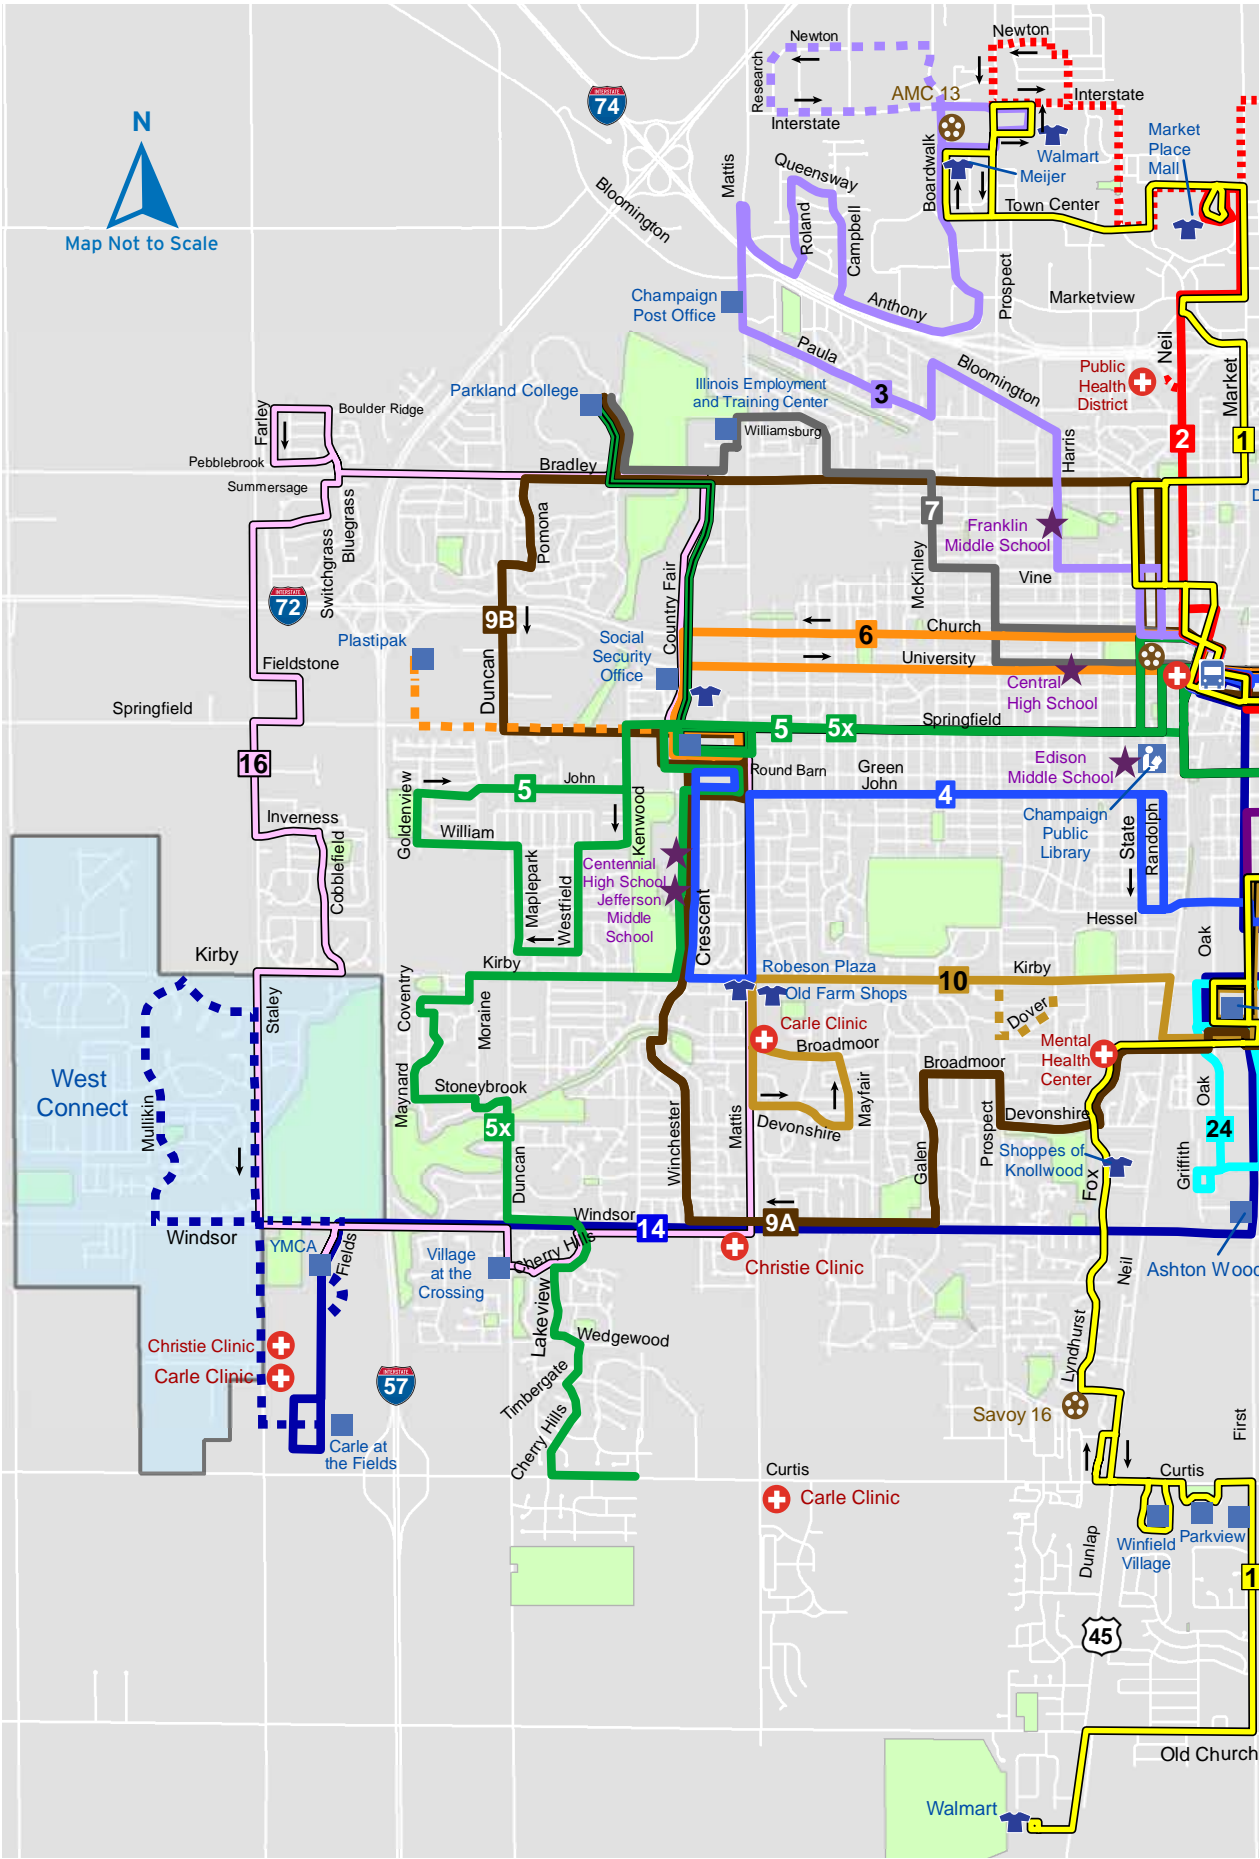 Newton
Newton
Research
Interstate
AMC 13
Interstate
INTERSTATE
74
N
Map Not to Scale
Mattis
Queensway
Roland
Campbell
Boardwalk
Walmart
Meijer
Market
Place
Mall
Town Center
Bloomington
Prospect
Marketview
Anthony
Champaign
Post Office
Paula
3
Bloomington
Neil
Market
Public
Health
District
Parkland College
Illinois Employment
and Training Center
Williamsburg
Farley
Boulder Ridge
Harris
2
1
Pebblebrook
Bradley
Summersage
Switchgrass
Bluegrass
Pomona
7
Franklin
Middle School
D
Country Fair
McKinley
Vine
INTERSTATE
72
9B
Plastipak
Social
Security
Office
6
Church
University
Fieldstone
Duncan
Central
High School
Springfield
5
5x
Springfield
16
Round Barn
Green
John
Edison
Middle School
John
5
4
Goldenview
Kenwood
Inverness
William
Cobblefield
Maplepark
Westfield
Centennial
High School
Jefferson
Middle
School
Crescent
Champaign
Public
Library
State
Randolph
Hessel
Oak
Kirby
Kirby
Robeson Plaza
Old Farm Shops
10
Kirby
Coventry
Moraine
Staley
Dover
Carle Clinic
Broadmoor
Mental
Health
Center
West
Connect
Mullikin
Maynard
Stoneybrook
Broadmoor
Oak
Winchester
Mattis
Mayfair
Devonshire
Devonshire
Prospect
Galen
5x
24
Duncan
Shoppes of
Knollwood
Griffith
Fox
Windsor
14
9A
Windsor
YMCA
Fields
Cherry Hills
Village
at the
Crossing
Christie Clinic
Neil
Ashton Wood
Lakeview
Wedgewood
Christie Clinic
Carle Clinic
INTERSTATE
57
Timbergate
Lyndhurst
Savoy 16
Cherry Hills
First
Carle at
the Fields
Curtis
Curtis
Carle Clinic
Winfield
Village
Parkview
Dunlap
1
45
Old Church
Walmart